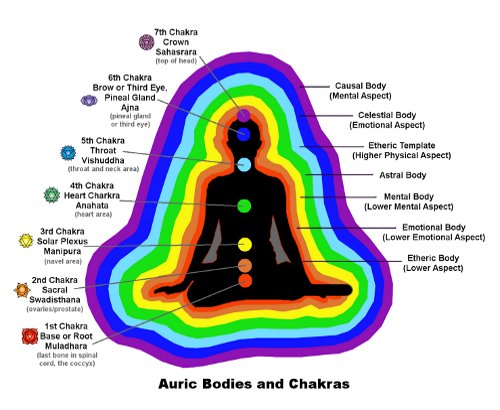 7th Chakra
Crown
Sahasrara
(top of head)
6th Chakra
Brow or Third Eye,
Pineal Gland
Ajna
(pineal gland
or third eye)
5th Chakra
Throat
Vishuddha
(throat and neck area)
4th Chakra
Heart Charkra
Anahata
(heart area)
3rd Chakra
Solar Plexus
Manipura
(navel area)
2nd Chakra
Sacral
Swadisthana
(ovaries/prostate)
1st Chakra
Base or Root
Muladhara
(last bone in spinal
cord, the coccyx)
Causal Body
(Mental Aspect)
Celestial Body
(Emotional Aspect)
Etheric Template
(Higher Physical Aspect)
Astral Body
Mental Body
(Lower Mental Aspect)
Emotional Body
(Lower Emotional Aspect)
Etheric Body
(Lower Aspect)
Auric Bodies and Chakras